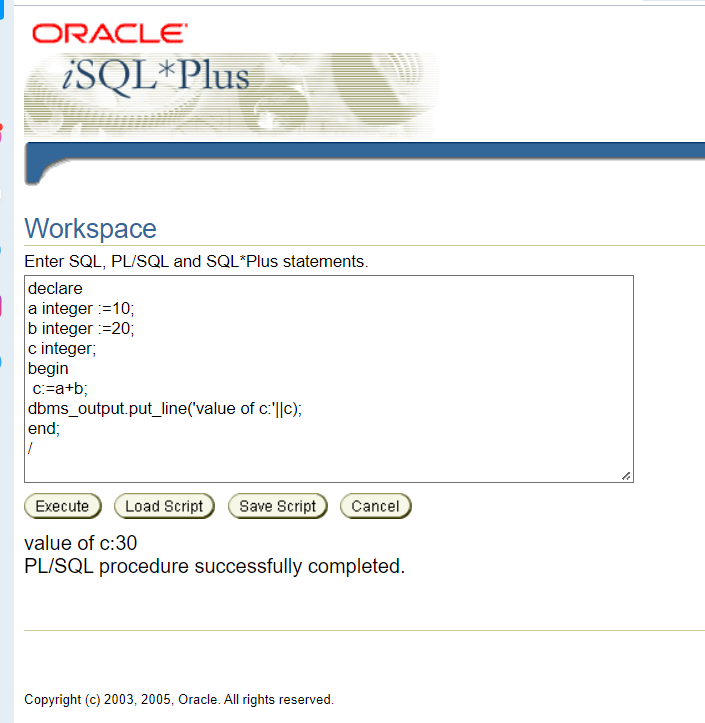 ORACLE
iSQL*Plus
Workspace
Enter SQL, PL/SQL and SQL*Plus statements.
declare
a integer :=10;
b integer :=20;
c integer;
begin
 c:=a+b;
dbms_output.put_line('value of c:'||c);
end;
/
Execute Load Script Save Script Cancel
value of c:30
PL/SQL procedure successfully completed.
Copyright (c) 2003, 2005, Oracle. All rights reserved.